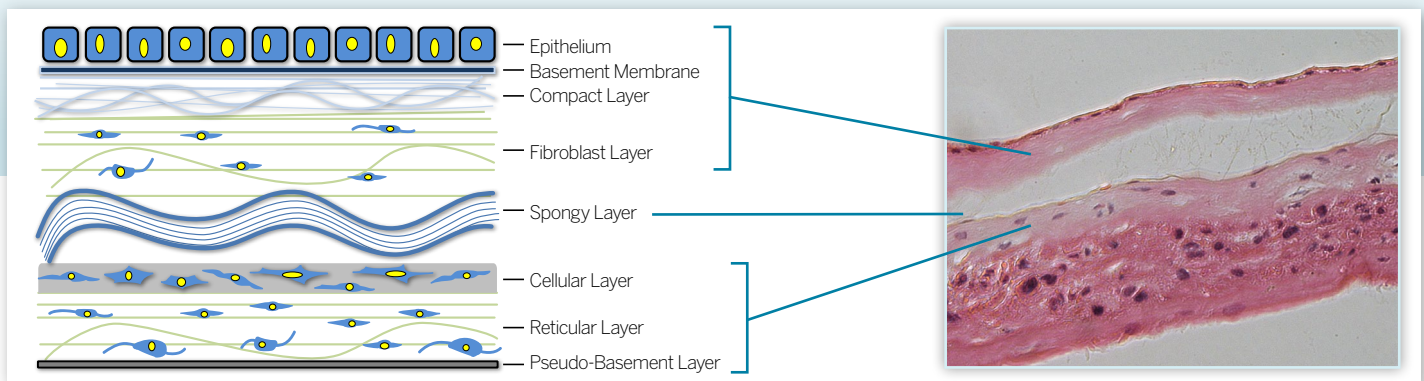 Epithelium
Basement Membrane
Compact Layer
Fibroblast Layer
Spongy Layer
Cellular Layer
Reticular Layer
Pseudo-Basement Layer